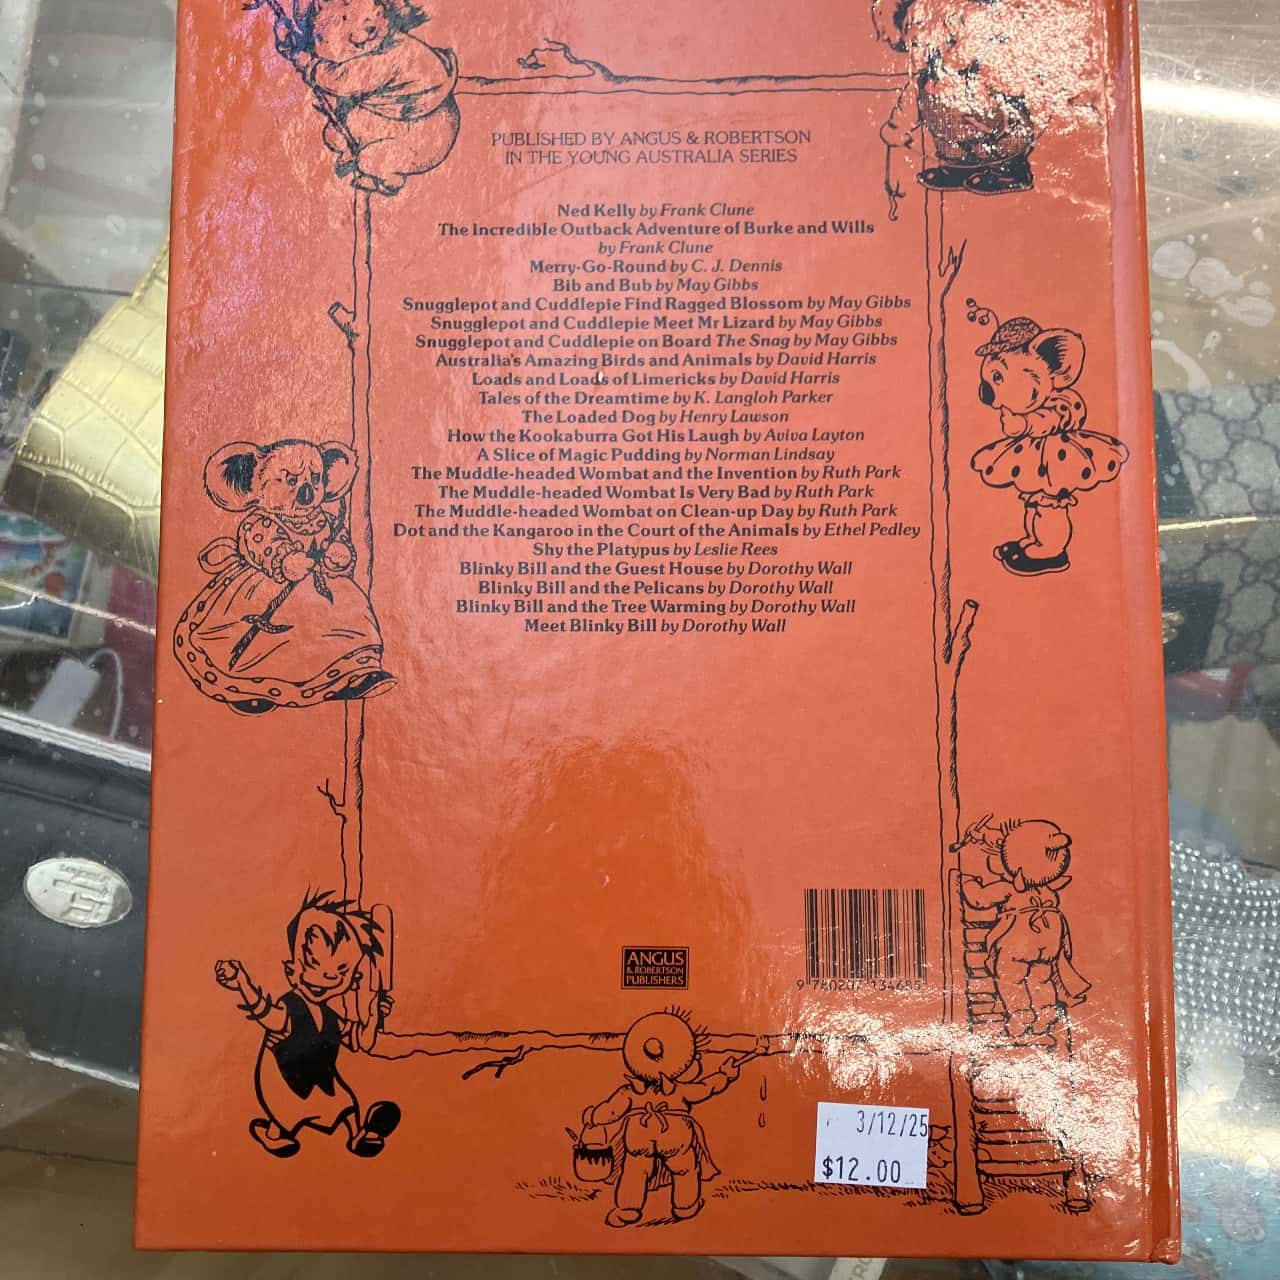 PUBLISHED BY ANGUS & ROBERTSON
IN THE YOUNG AUSTRALIA SERIES
Ned Kelly by Frank Clune
The Incredible Outback Adventure of Burke and Wills
by Frank Clune
Merry-Go-Round by C. J. Dennis
Bib and Bub by May Gibbs
Snugglepot and Cuddlepie Find Ragged Blossom by May Gibbs
Snugglepot and Cuddlepie Meet Mr Lizard by May Gibbs
Snugglepot and Cuddlepie on Board The Snag by May Gibbs
Australia's Amazing Birds and Animals by David Harris
Loads and Loads of Limericks by David Harris
Tales of the Dreamtime by K. Langloh Parker
The Loaded Dog by Henry Lawson
How the Kookaburra Got His Laugh by Aviva Layton
A Slice of Magic Pudding by Norman Lindsay
The Muddle-headed Wombat and the Invention by Ruth Park
The Muddle-headed Wombat Is Very Bad by Ruth Park
The Muddle-headed Wombat on Clean-up Day by Ruth Park
Dot and the Kangaroo in the Court of the Animals by Ethel Pedley
Shy the Platypus by Leslie Rees
Blinky Bill and the Guest House by Dorothy Wall
Blinky Bill and the Pelicans by Dorothy Wall
Blinky Bill and the Tree Warming by Dorothy Wall
Meet Blinky Bill by Dorothy Wall
ANGUS
& ROBERTSON
PUBLISHERS
9 780207 134685
3/12/25
$12.00